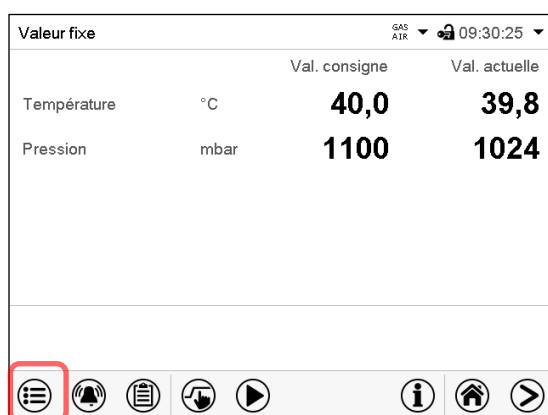 Valeur fixe GAS AIR 09:30:25
Val. consigne Val. actuelle
Température °C 40,0 39,8
Pression mbar 1100 1024